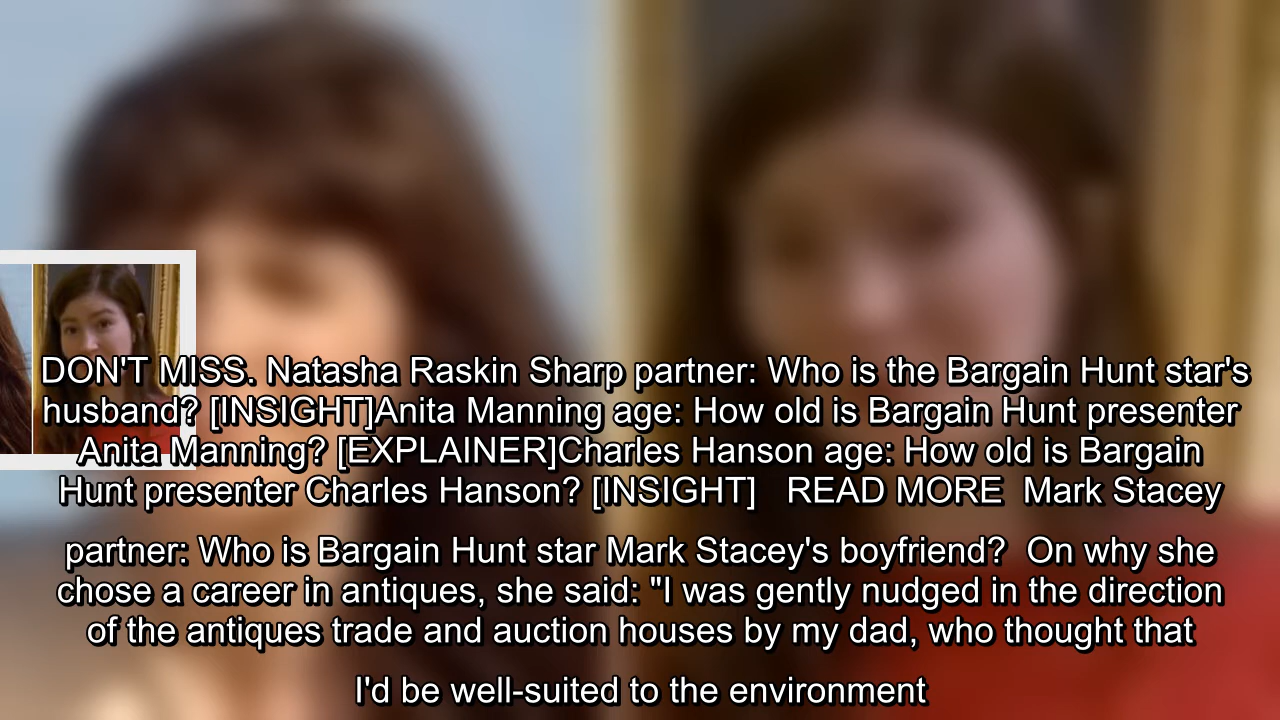 DON'T MISS. Natasha Raskin Sharp partner: Who is the Bargain Hunt star's
husband? [INSIGHT]Anita Manning age: How old is Bargain Hunt presenter
Anita Manning? [EXPLAINER]Charles Hanson age: How old is Bargain
Hunt presenter Charles Hanson? [INSIGHT]   READ MORE  Mark Stacey
partner: Who is Bargain Hunt star Mark Stacey's boyfriend?  On why she
chose a career in antiques, she said: "I was gently nudged in the direction
of the antiques trade and auction houses by my dad, who thought that
I'd be well-suited to the environment